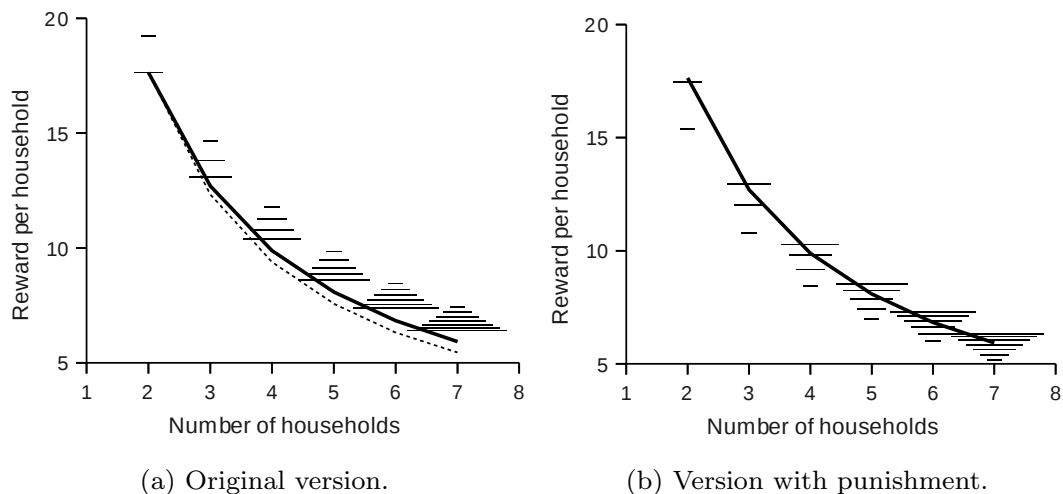 20
15
10
5
Reward per household
1 2 3 4 5 6 7 8
Number of households
(a) Original version.
20
15
10
5
Reward per household
1 2 3 4 5 6 7 8
Number of households
(b) Version with punishment.